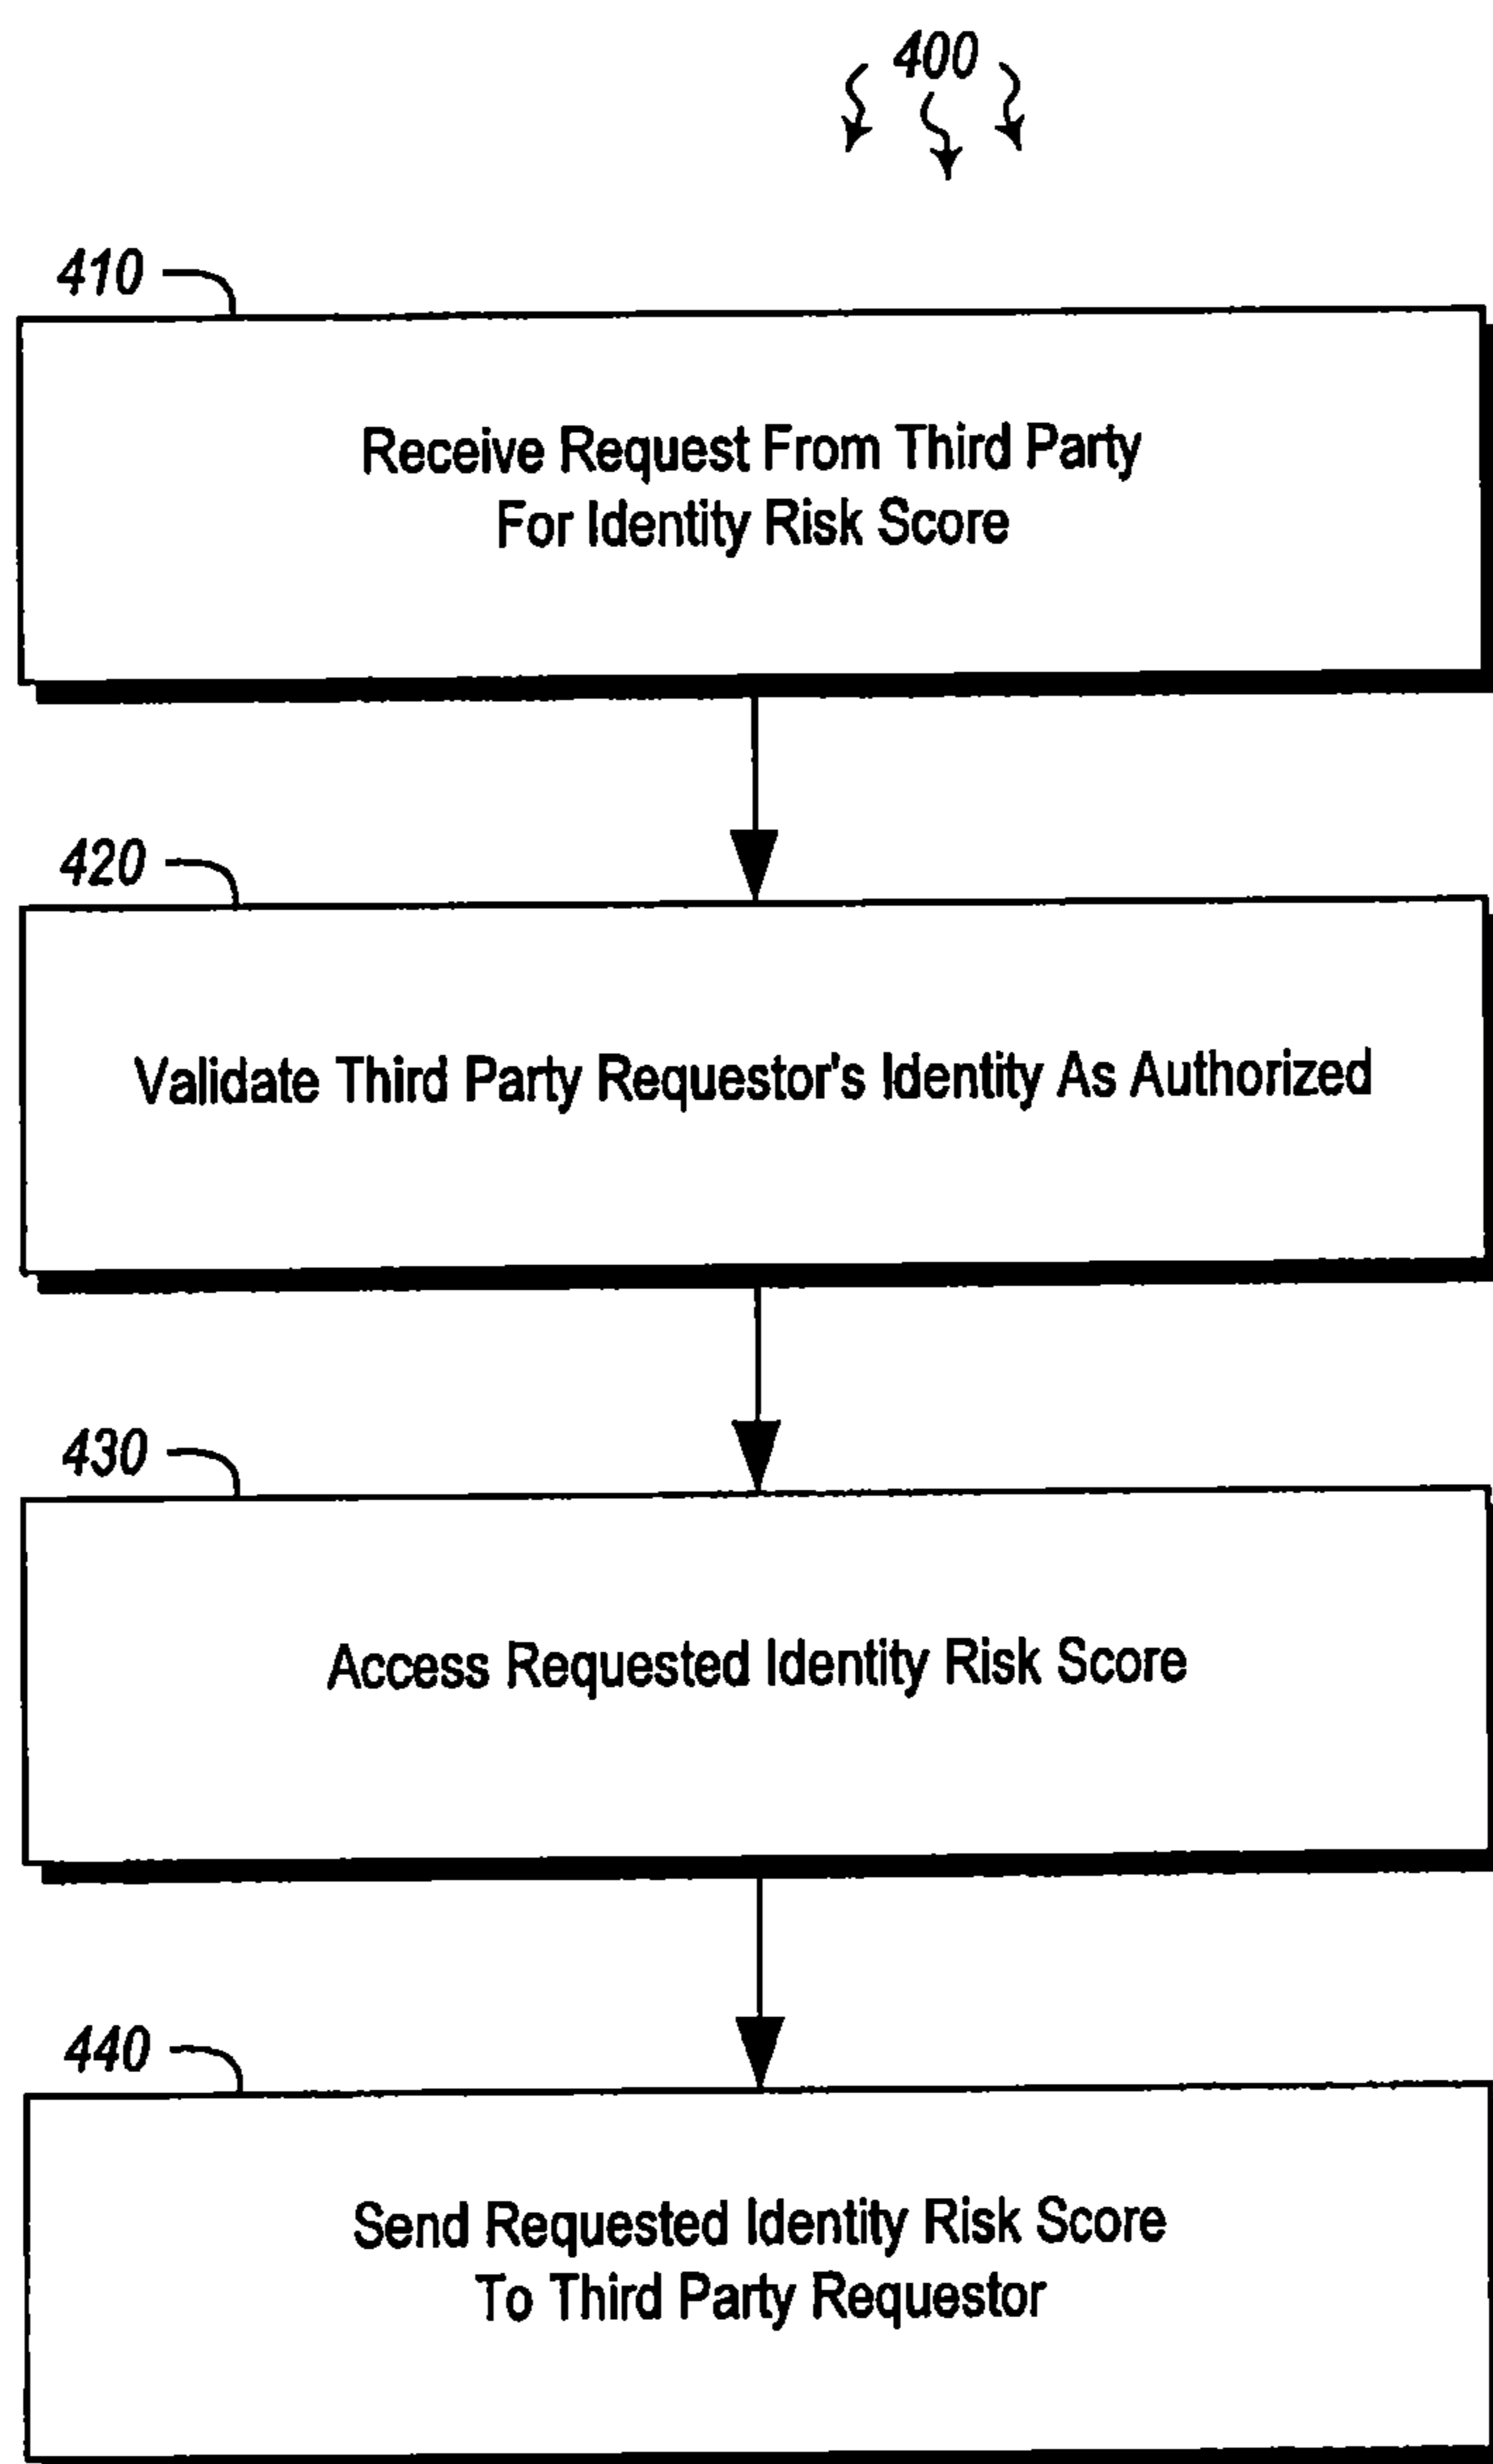 400
410
Receive Request From Third Party
For Identity Risk Score
420
Validate Third Party Requestor's Identity As Authorized
430
Access Requested Identity Risk Score
440
Send Requested Identity Risk Score
To Third Party Requestor